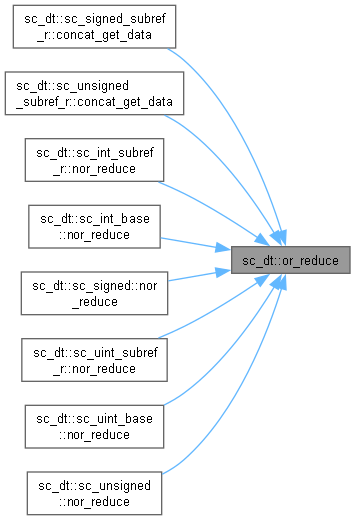 sc_dt::sc_signed_subref
_r::concat_get_data
sc_dt::sc_unsigned
_subref_r::concat_get_data
sc_dt::sc_int_subref
_r::nor_reduce
sc_dt::sc_int_base
::nor_reduce
sc_dt::or_reduce
sc_dt::sc_signed::nor
_reduce
sc_dt::sc_uint_subref
_r::nor_reduce
sc_dt::sc_uint_base
::nor_reduce
sc_dt::sc_unsigned
::nor_reduce